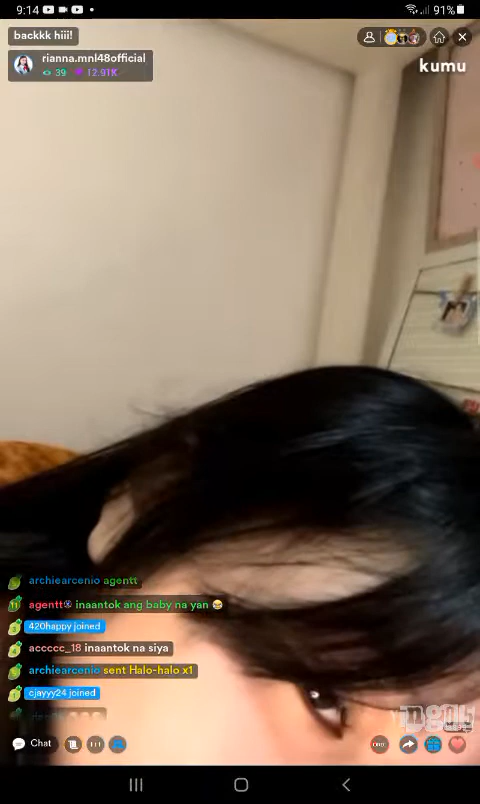 9:14
91%
backkk hiii!
rianna.mnl48official
39
12.91K
kumu
archiearcenio agentt
agentt® inaantok ang baby na yan 😂
420happy joined
accccc_18 inaantok na siya
archiearcenio sent Halo-halo x1
cjayyy24 joined
Chat